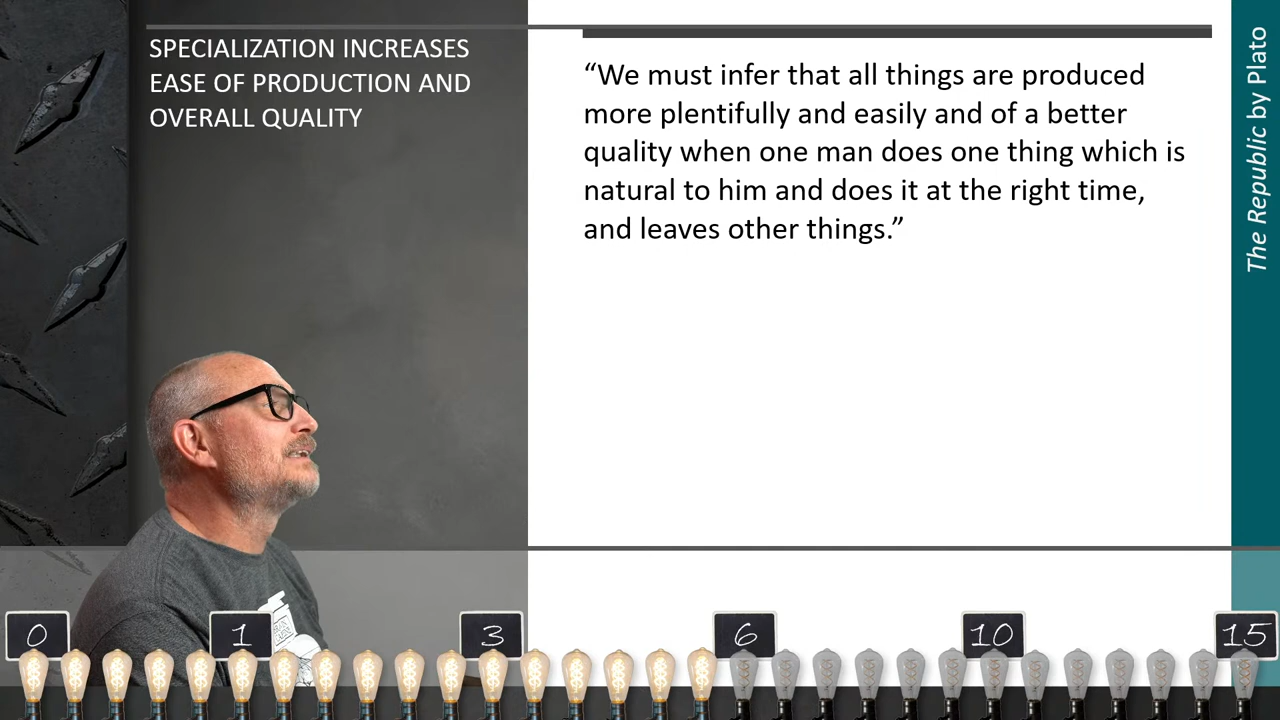 SPECIALIZATION INCREASES
EASE OF PRODUCTION AND
OVERALL QUALITY
“We must infer that all things are produced
more plentifully and easily and of a better
quality when one man does one thing which is
natural to him and does it at the right time,
and leaves other things.”
The Republic by Plato
0
1
3
6
10
15